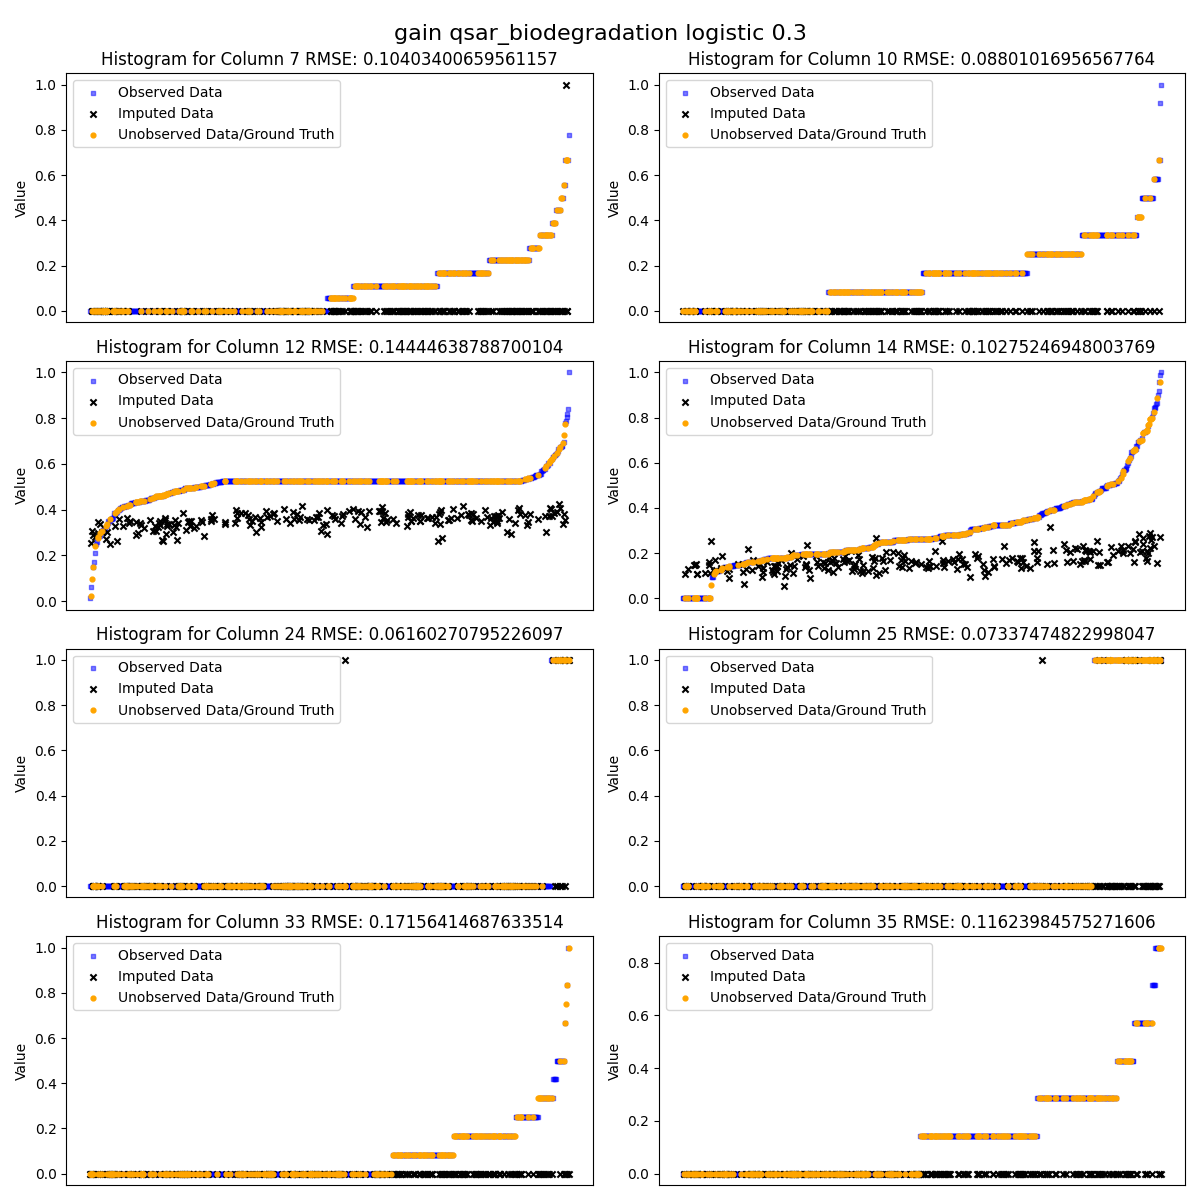 gain qsar_biodegradation logistic 0.3
Histogram for Column 7 RMSE: 0.10403400659561157
Value
1.0
0.8
0.6
0.4
0.2
0.0
Observed Data
Imputed Data
Unobserved Data/Ground Truth
Histogram for Column 10 RMSE: 0.08801016956567764
Value
1.0
0.8
0.6
0.4
0.2
0.0
Observed Data
Imputed Data
Unobserved Data/Ground Truth
Histogram for Column 12 RMSE: 0.14444638788700104
Value
1.0
0.8
0.6
0.4
0.2
0.0
Observed Data
Imputed Data
Unobserved Data/Ground Truth
Histogram for Column 14 RMSE: 0.10275246948003769
Value
1.0
0.8
0.6
0.4
0.2
0.0
Observed Data
Imputed Data
Unobserved Data/Ground Truth
Histogram for Column 24 RMSE: 0.06160270795226097
Value
1.0
0.8
0.6
0.4
0.2
0.0
Observed Data
Imputed Data
Unobserved Data/Ground Truth
Histogram for Column 25 RMSE: 0.07337474822998047
Value
1.0
0.8
0.6
0.4
0.2
0.0
Observed Data
Imputed Data
Unobserved Data/Ground Truth
Histogram for Column 33 RMSE: 0.17156414687633514
Value
1.0
0.8
0.6
0.4
0.2
0.0
Observed Data
Imputed Data
Unobserved Data/Ground Truth
Histogram for Column 35 RMSE: 0.11623984575271606
Value
0.8
0.6
0.4
0.2
0.0
Observed Data
Imputed Data
Unobserved Data/Ground Truth